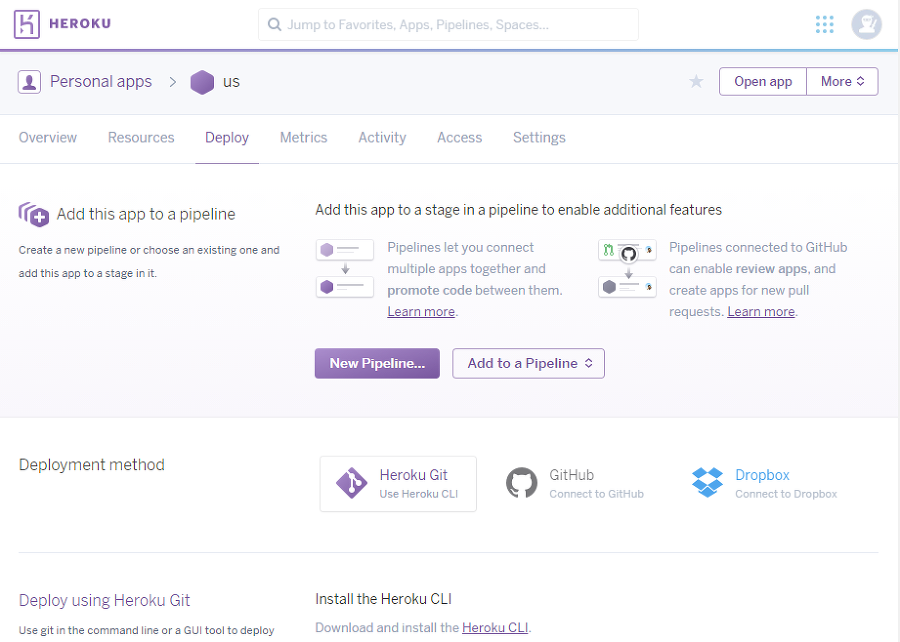 HEROKU
Jump to Favorites, Apps, Pipelines, Spaces...
Personal apps > us
Open app
More
Overview
Resources
Deploy
Metrics
Activity
Access
Settings
Add this app to a pipeline
Create a new pipeline or choose an existing one and
add this app to a stage in it.
Add this app to a stage in a pipeline to enable additional features
Pipelines let you connect
multiple apps together and
promote code between them.
Learn more.
Pipelines connected to GitHub
can enable review apps, and
create apps for new pull
requests. Learn more.
New Pipeline...
Add to a Pipeline
Deployment method
Heroku Git
Use Heroku CLI
GitHub
Connect to GitHub
Dropbox
Connect to Dropbox
Deploy using Heroku Git
Use git in the command line or a GUI tool to deploy
Install the Heroku CLI
Download and install the Heroku CLI.